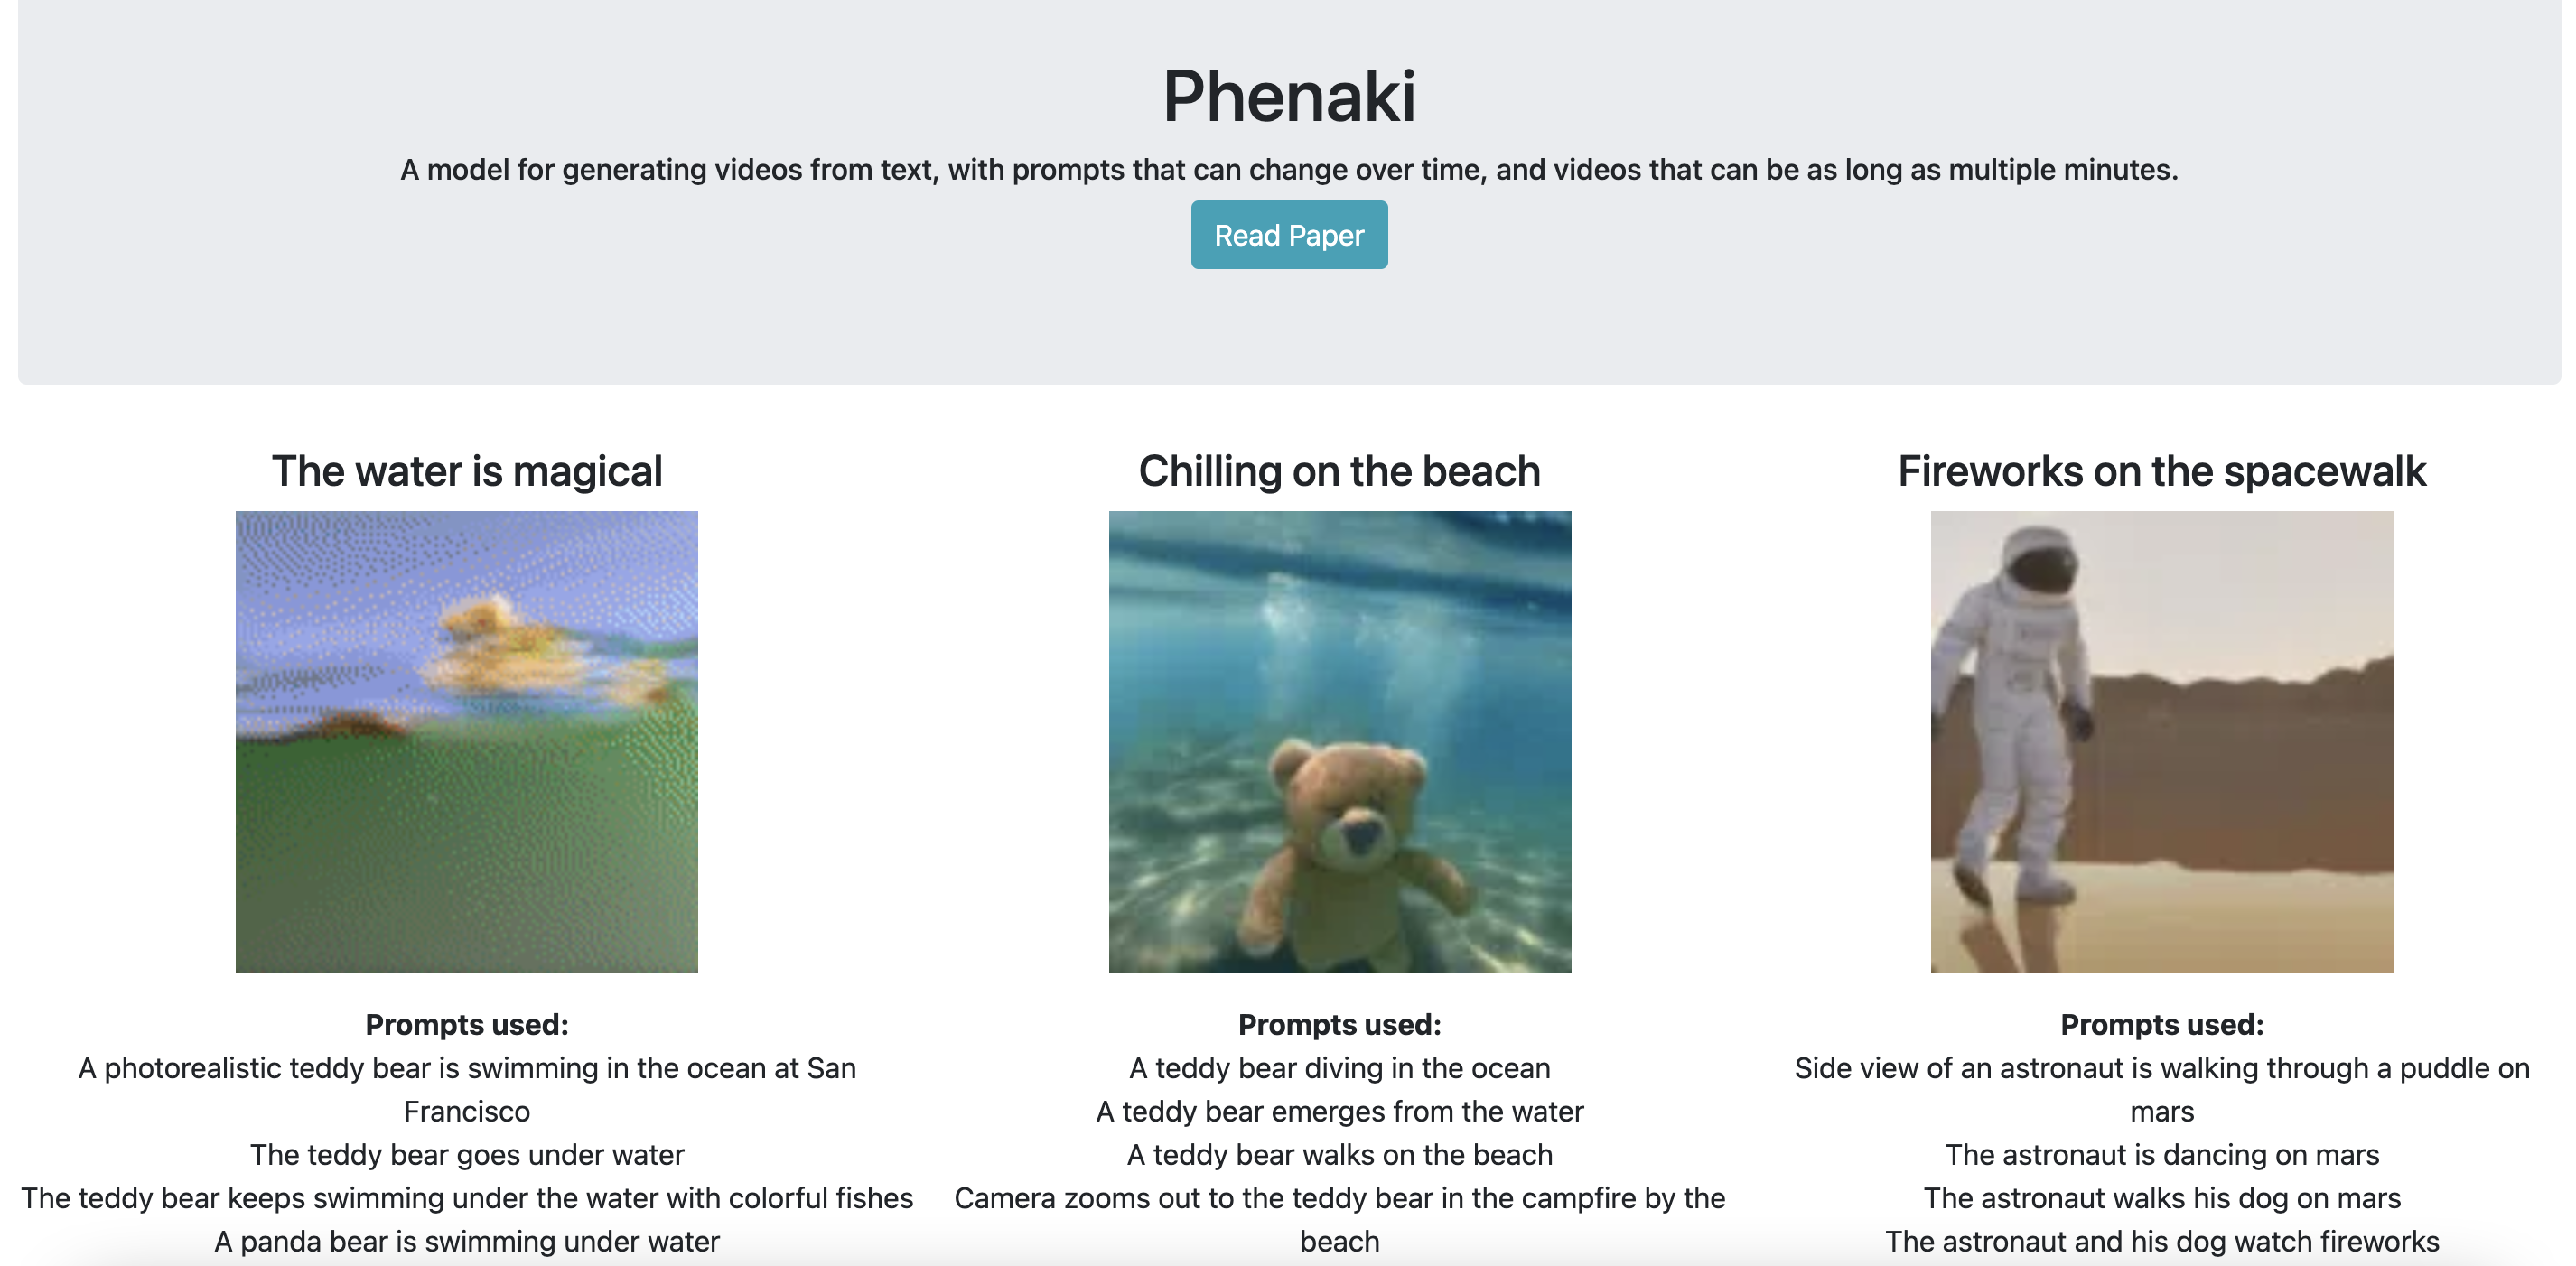 Phenaki
A model for generating videos from text, with prompts that can change over time, and videos that can be as long as multiple minutes.
Read Paper
The water is magical
Prompts used:
A photorealistic teddy bear is swimming in the ocean at San
Francisco
The teddy bear goes under water
The teddy bear keeps swimming under the water with colorful fishes
A panda bear is swimming under water
Chilling on the beach
Prompts used:
A teddy bear diving in the ocean
A teddy bear emerges from the water
A teddy bear walks on the beach
Camera zooms out to the teddy bear in the campfire by the
beach
Fireworks on the spacewalk
Prompts used:
Side view of an astronaut is walking through a puddle on
mars
The astronaut is dancing on mars
The astronaut walks his dog on mars
The astronaut and his dog watch fireworks